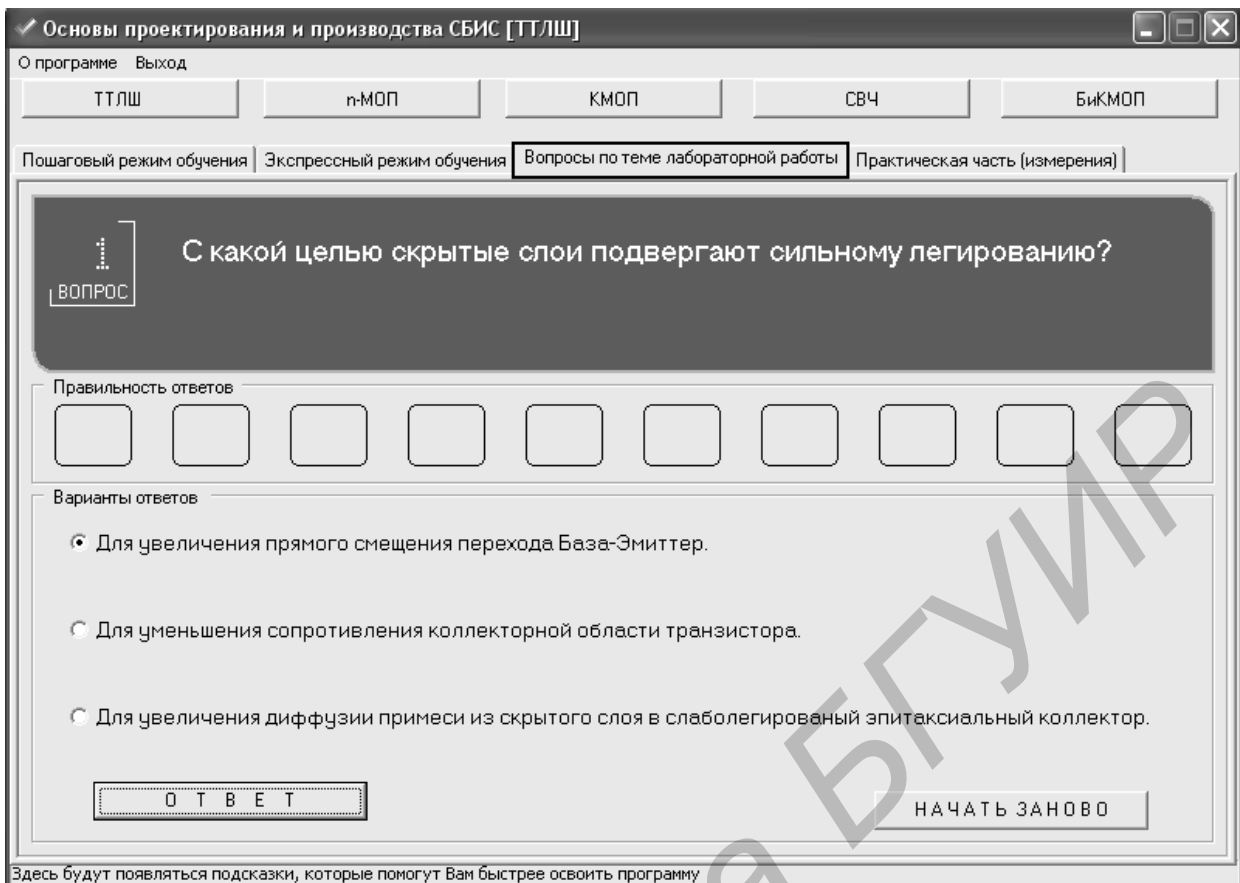 Основы проектирования и производства СБИС [ТТЛШ]
О программе Выход
ТТЛШ n-МОП КМОП СВЧ БиКМОП
Пошаговый режим обучения Экспрессный режим обучения Вопросы по теме лабораторной работы Практическая часть (измерения)
1
ВОПРОС
С какой целью скрытые слои подвергают сильному легированию?
Правильность ответов
Варианты ответов
Для увеличения прямого смещения перехода База-Эмиттер.
Для уменьшения сопротивления коллекторной области транзистора.
Для увеличения диффузии примеси из скрытого слоя в слаболегированый эпитаксиальный коллектор.
О Т В Е Т
НАЧАТЬ ЗАНОВО
Здесь будут появляться подсказки, которые помогут Вам быстрее освоить программу
БГУИР